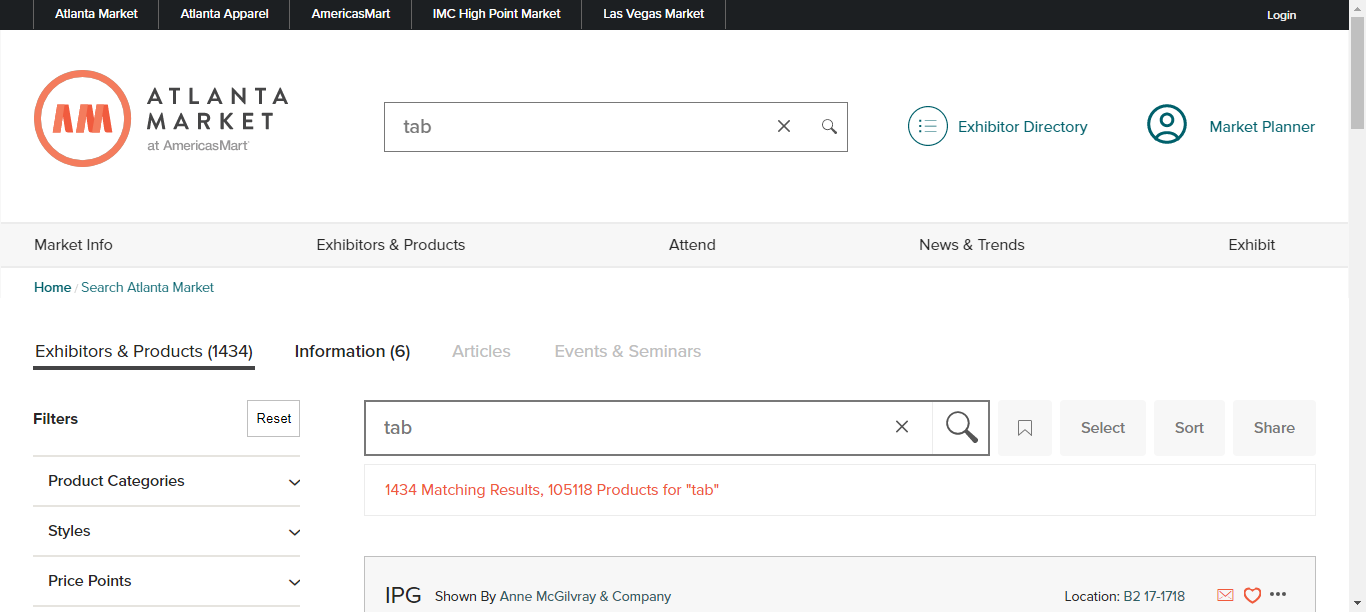 Atlanta Market Atlanta Apparel AmericasMart IMC High Point Market Las Vegas Market Login
AM ATLANTA MARKET at AmericasMart
tab
Exhibitor Directory
Market Planner
Market Info Exhibitors & Products Attend News & Trends Exhibit
Home / Search Atlanta Market
Exhibitors & Products (1434) Information (6) Articles Events & Seminars
Filters Reset
tab Select Sort Share
Product Categories
1434 Matching Results, 105118 Products for "tab"
Styles
Price Points
IPG Shown By Anne McGilvray & Company Location: B2 17-1718